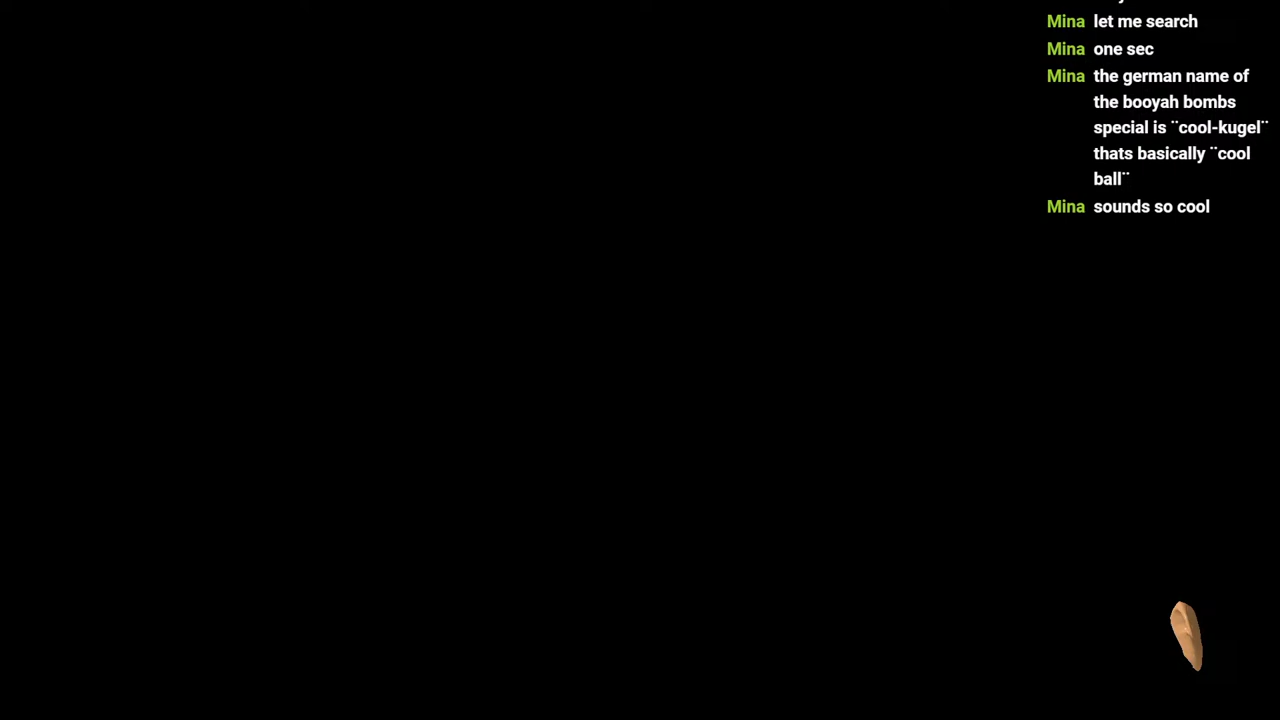 Mina let me search
Mina one sec
Mina the german name of
the booyah bombs
special is ¨cool-kugel¨
thats basically ¨cool
ball¨
Mina sounds so cool